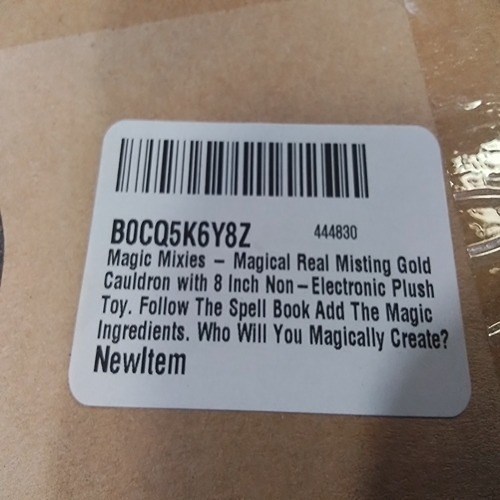 B0CQ5K6Y8Z 444830
Magic Mixies – Magical Real Misting Gold
Cauldron with 8 Inch Non–Electronic Plush
Toy. Follow The Spell Book Add The Magic
Ingredients. Who Will You Magically Create?
NewItem